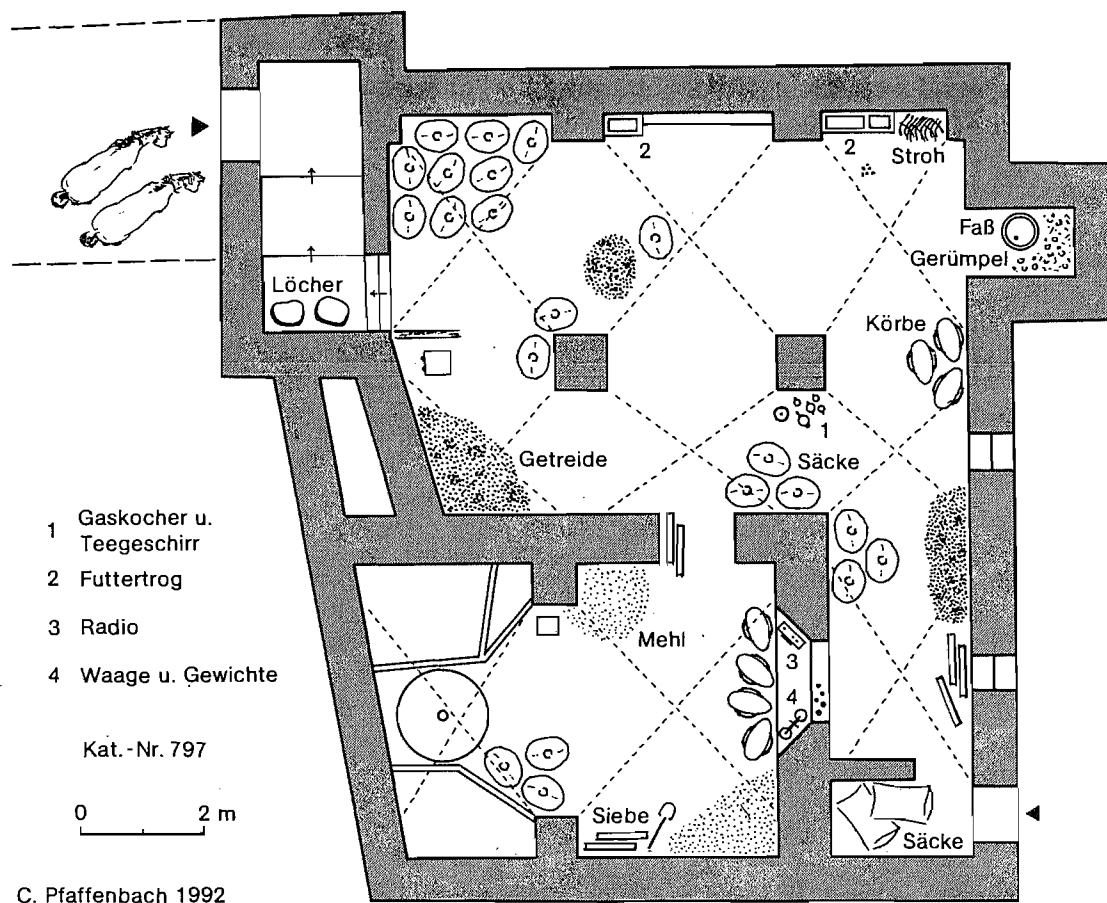 2
2
Stroh
Faß
Gerümpel
Löcher
Körbe
1
Getreide
Säcke
1 Gaskocher u.
Teegeschirr
2 Futtertrog
3 Radio
4 Waage u. Gewichte
Mehl
3
4
Kat.-Nr. 797
0 2 m
Siebe
Säcke
C. Pfaffenbach 1992